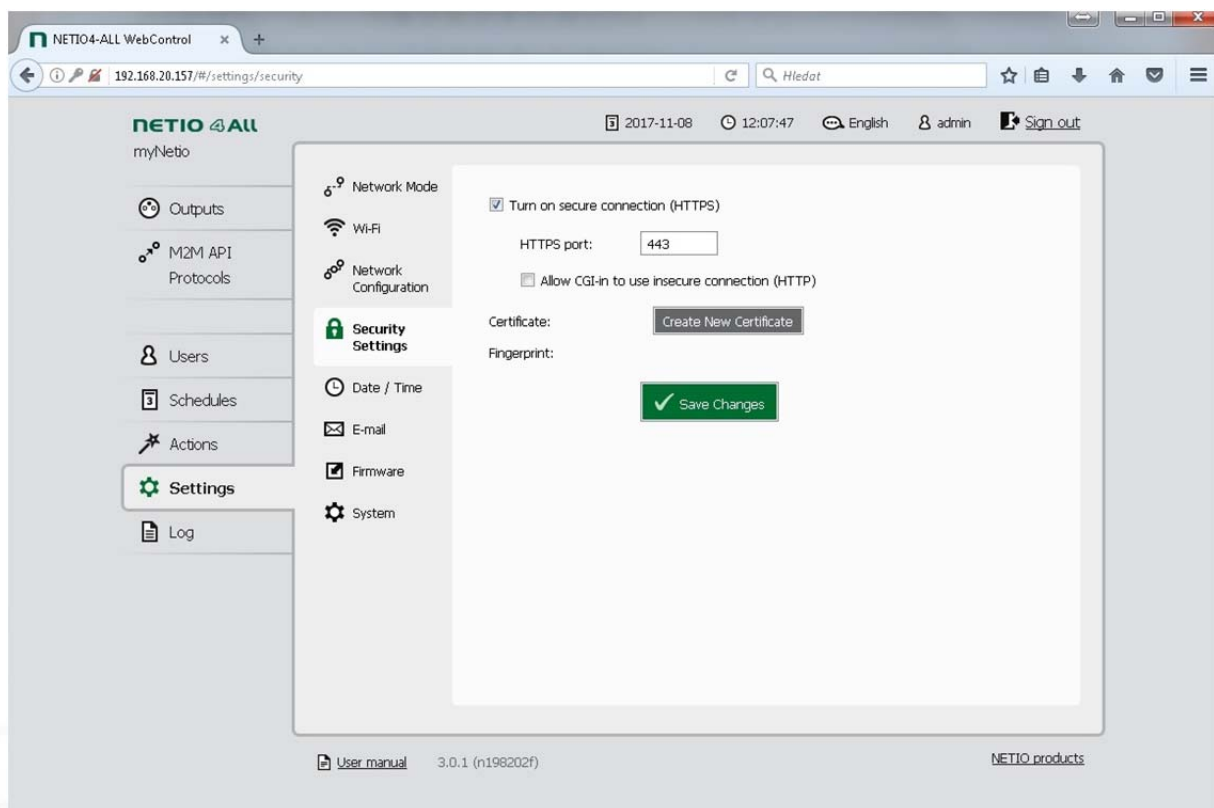 NETIO4-ALL WebControl
192.168.20.157/#/settings/security
Hledat
NETIO 4All
myNetio
3 2017-11-08 12:07:47 English admin Sign out
Outputs
M2M API
Protocols
Users
3 Schedules
Actions
Settings
Log
Network Mode
Wi-Fi
Network
Configuration
Security
Settings
Date / Time
E-mail
Firmware
System
Turn on secure connection (HTTPS)
HTTPS port: 443
Allow CGI-in to use insecure connection (HTTP)
Certificate: Create New Certificate
Fingerprint:
Save Changes
User manual 3.0.1 (n198202f) NETIO products